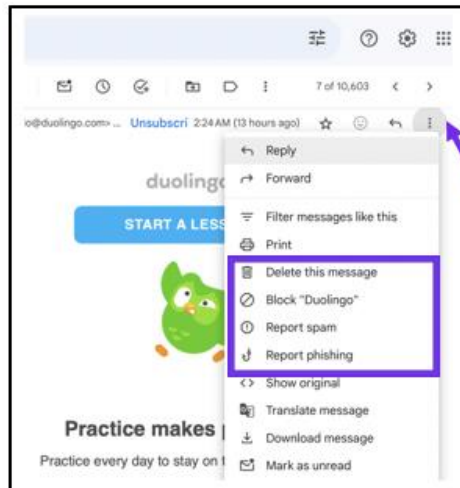 7 of 10,603
o@duolingo.com> ... Unsubscri 2:24 AM (13 hours ago)
Reply
Forward
duoling
START A LESS
Filter messages like this
Print
Delete this message
Block "Duolingo"
Report spam
Report phishing
Show original
Translate message
Practice makes
Download message
Practice every day to stay on
Mark as unread